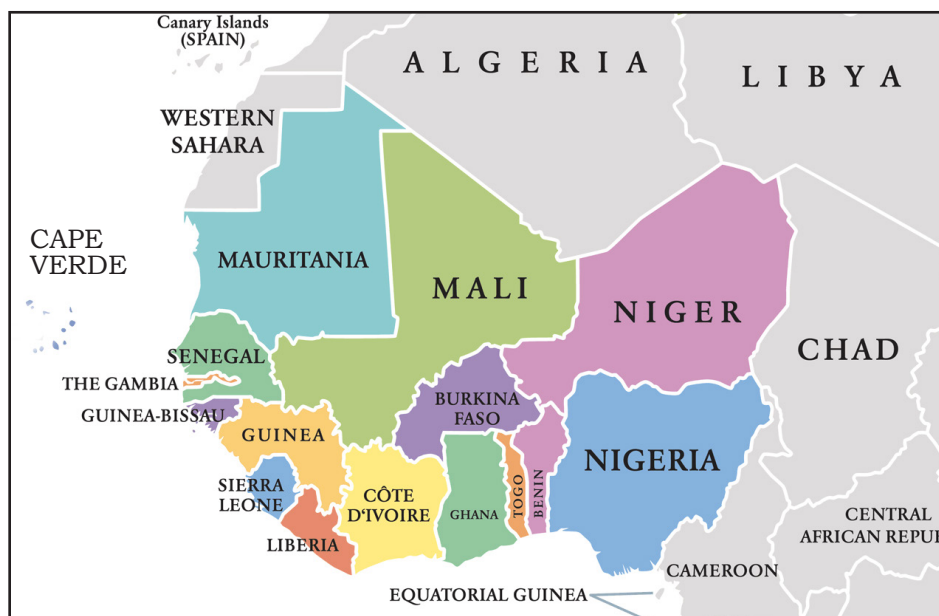 Canary Islands
(SPAIN)
ALGERIA
LIBYA
WESTERN
SAHARA
CAPE
VERDE
MAURITANIA
MALI
NIGER
CHAD
SENEGAL
THE GAMBIA
GUINEA-BISSAU
BURKINA
FASO
GUINEA
NIGERIA
SIERRA
LEONE
CÔTE
D'IVOIRE
GHANA
TOGO
BENIN
LIBERIA
CENTRAL
AFRICAN REPU
CAMEROON
EQUATORIAL GUINEA